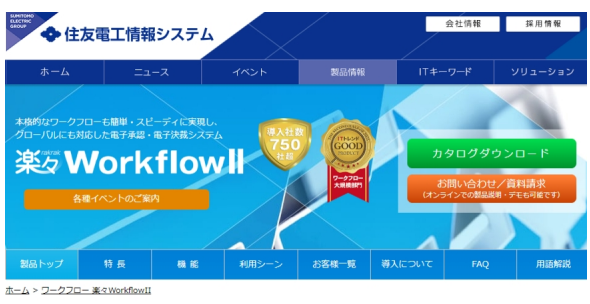 SUMITOMO
ELECTRIC
GROUP
住友電工情報システム
会社情報
採用情報
ホーム
ニュース
イベント
製品情報
ITキーワード
ソリューション
本格的なワークフローも簡単・スピーディに実現し、
グローバルにも対応した電子承認・電子決裁システム
楽々WorkflowII
導入社数
750
社超
ITトレンド
GOOD
PRODUCT
ワークフロー
大規模部門
カタログダウンロード
お問い合わせ／資料請求
(オンラインでの製品説明・デモも可能です)
各種イベントのご案内
製品トップ
特長
機能
利用シーン
お客様一覧
導入について
FAQ
用語解説
ホーム > ワークフロー 楽々WorkflowII